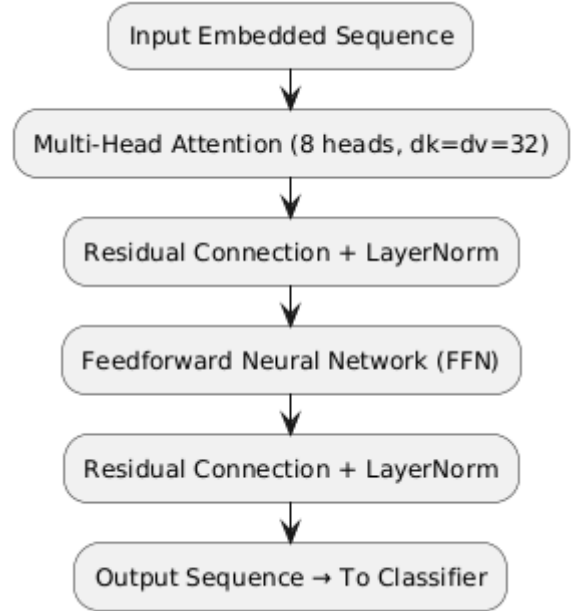 Input Embedded Sequence
Multi-Head Attention (8 heads, dk=dv=32)
Residual Connection + LayerNorm
Feedforward Neural Network (FFN)
Residual Connection + LayerNorm
Output Sequence → To Classifier